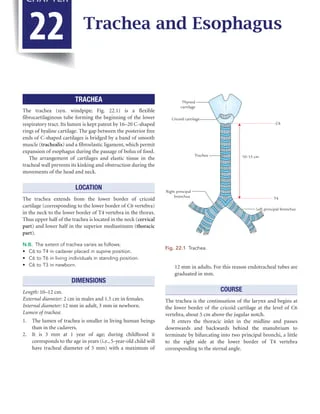 CHAPTER
22
Trachea and Esophagus
TRACHEA
The trachea (syn. windpipe; Fig. 22.1) is a flexible
fibrocartilaginous tube forming the beginning of the lower
respiratory tract. Its lumen is kept patent by 16–20 C-shaped
rings of hyaline cartilage. The gap between the posterior free
ends of C-shaped cartilages is bridged by a band of smooth
muscle (trachealis) and a fibroelastic ligament, which permit
expansion of esophagus during the passage of bolus of food.
The arrangement of cartilages and elastic tissue in the
tracheal wall prevents its kinking and obstruction during the
movements of the head and neck.
LOCATION
The trachea extends from the lower border of cricoid
cartilage (corresponding to the lower border of C6 vertebra)
in the neck to the lower border of T4 vertebra in the thorax.
Thus upper half of the trachea is located in the neck (cervical
part) and lower half in the superior mediastinum (thoracic
part).
N.B. The extent of trachea varies as follows:
• C6 to T4 in cadaver placed in supine position.
• C6 to T6 in living individuals in standing position.
• C6 to T3 in newborn.
DIMENSIONS
Length: 10–12 cm.
External diameter: 2 cm in males and 1.5 cm in females.
Internal diameter: 12 mm in adult, 3 mm in newborn.
Lumen of trachea:
1. The lumen of trachea is smaller in living human beings
than in the cadavers.
2. It is 3 mm at 1 year of age; during childhood it
corresponds to the age in years (i.e., 5-year-old child will
have tracheal diameter of 5 mm) with a maximum of
Thyroid
cartilage
Cricoid cartilage
C6
Trachea
10–15 cm
Right principal
bronchus
T4
Left principal bronchus
Fig. 22.1 Trachea.
12 mm in adults. For this reason endotracheal tubes are
graduated in mm.
COURSE
The trachea is the continuation of the larynx and begins at
the lower border of the cricoid cartilage at the level of C6
vertebra, about 5 cm above the jugular notch.
It enters the thoracic inlet in the midline and passes
downwards and backwards behind the manubrium to
terminate by bifurcating into two principal bronchi, a little
to the right side at the lower border of T4 vertebra
corresponding to the sternal angle.